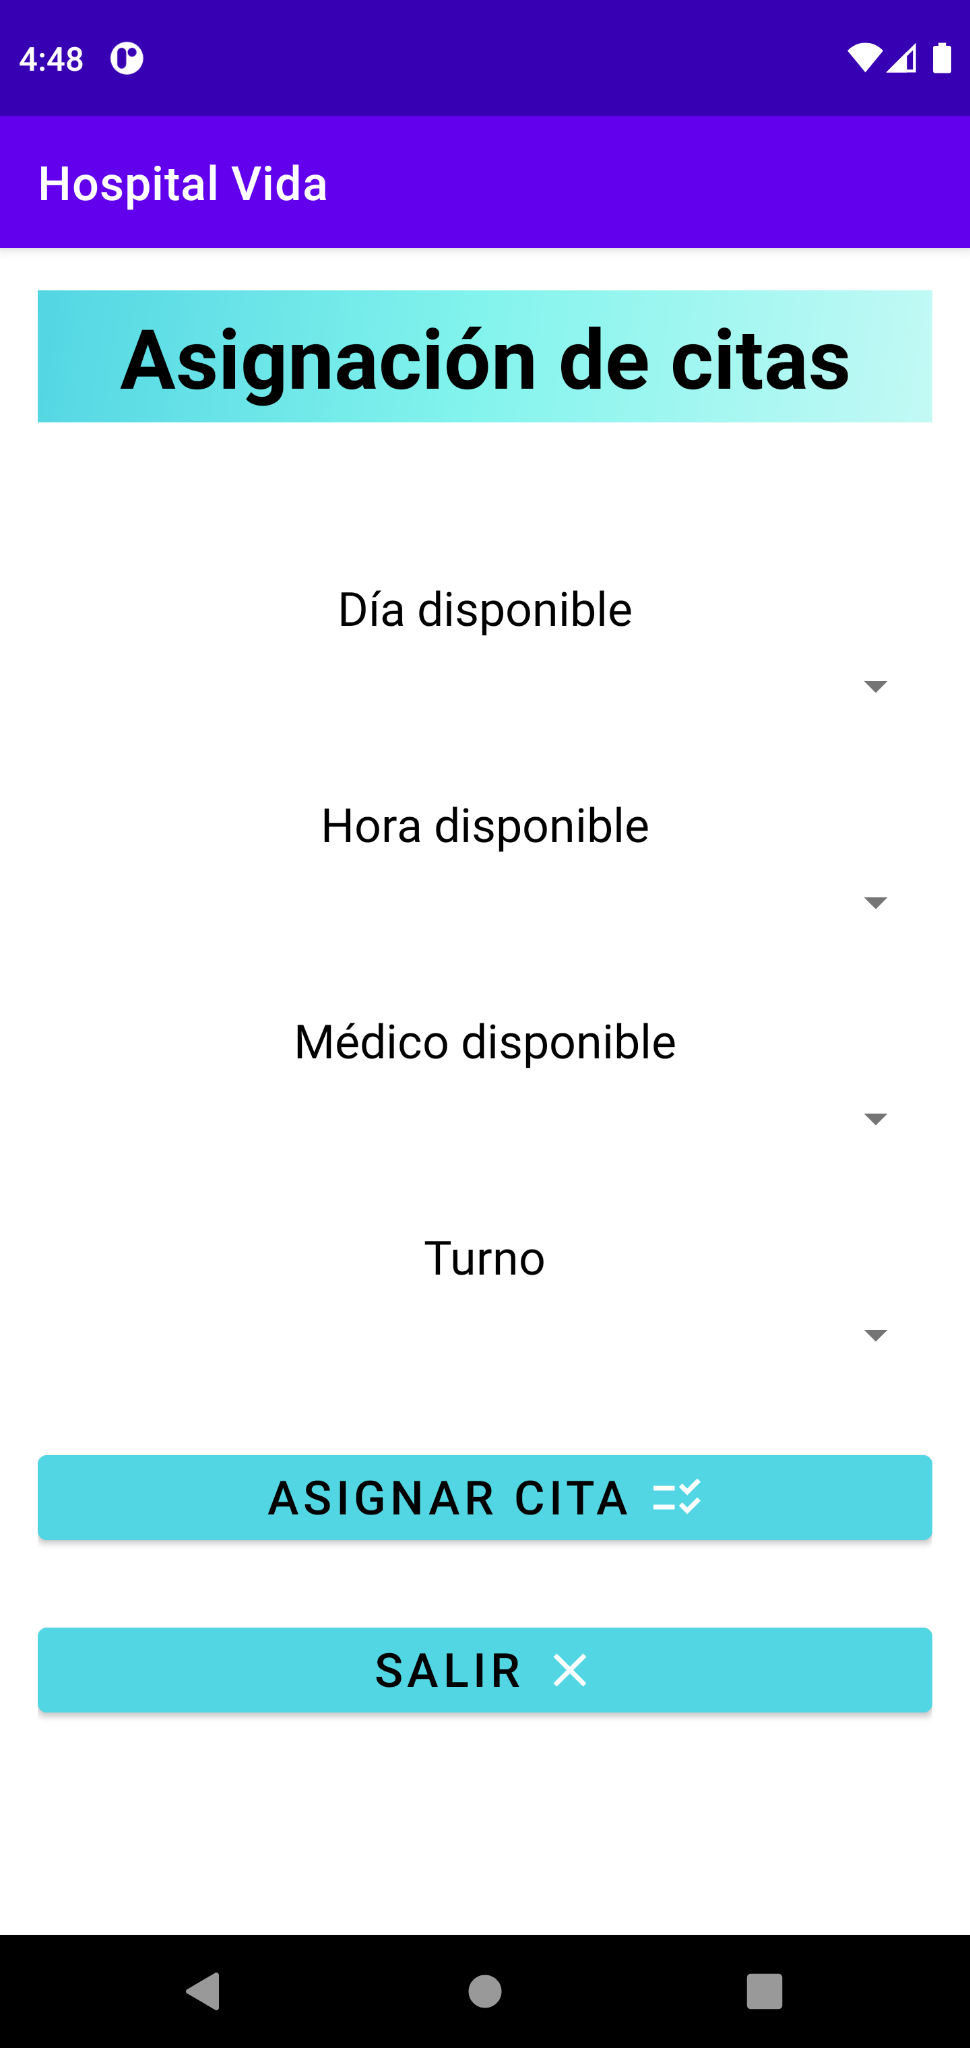 4:48
Hospital Vida
Asignación de citas
Día disponible
Hora disponible
Médico disponible
Turno
ASIGNAR CITA
SALIR